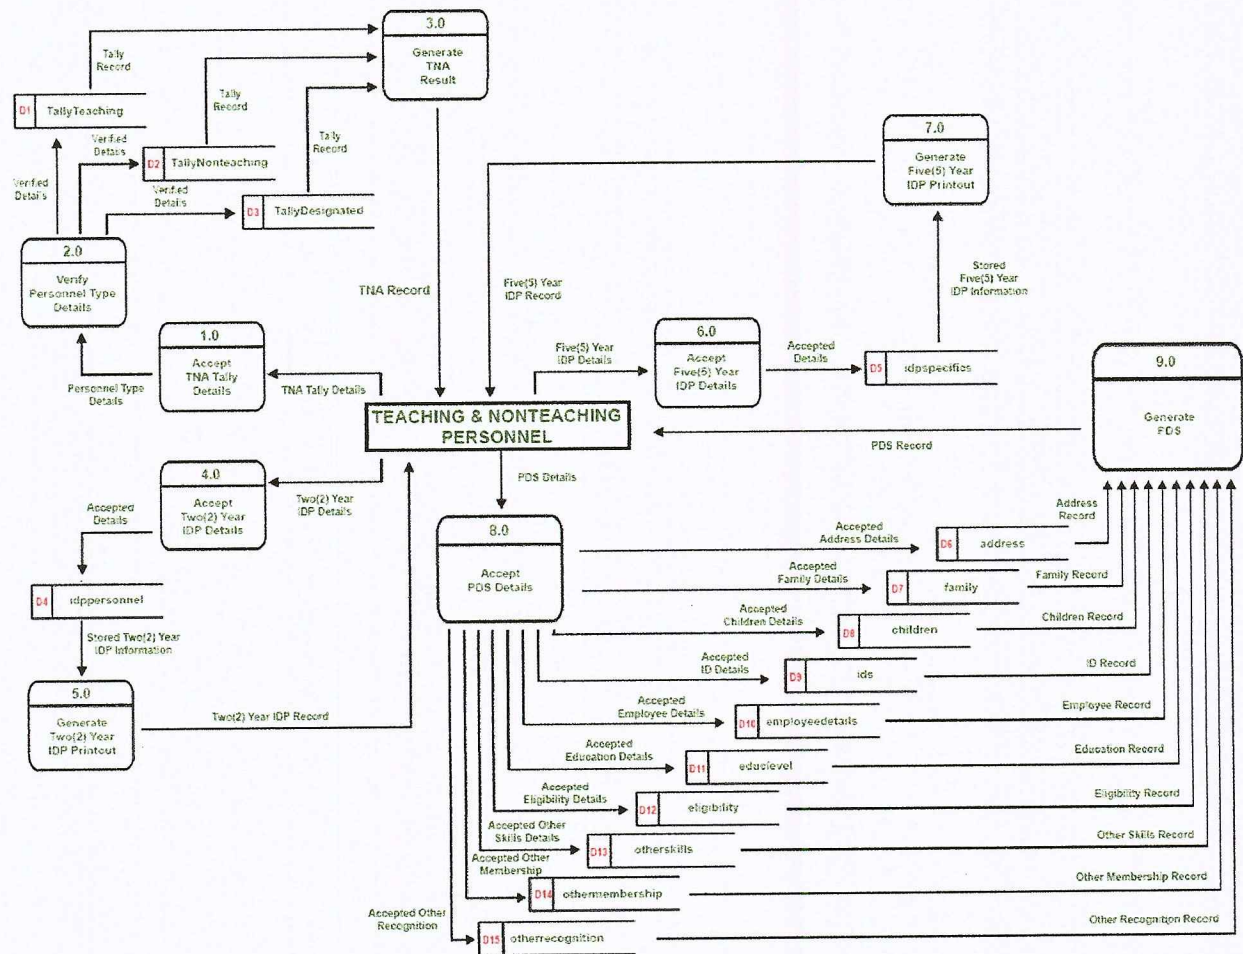 3.0
Generate
TNA
Result
Tally
Record
D1 TallyTeaching
Tally
Record
Verified
Details
D2 TallyNonteaching
Tally
Record
Verified
Details
Verified
Details
D3 TallyDesignated
2.0
Verify
Personnel Type
Details
TNA Record
7.0
Generate
Five(5) Year
IDP Printout
Stored
Five(5) Year
IDP Information
Five(5) Year
IDP Record
1.0
Accept
TNA Tally
Details
Personnel Type
Details
TNA Tally Details
Five(5) Year
IDP Details
6.0
Accept
Five(5) Year
IDP Details
Accepted
Details
D5 idpspecifics
9.0
Generate
PDS
TEACHING & NONTEACHING
PERSONNEL
PDS Record
4.0
Accept
Two(2) Year
IDP Details
Two(2) Year
IDP Details
PDS Details
Accepted
Details
D4 idppersonnel
Stored Two(2) Year
IDP Information
5.0
Generate
Two(2) Year
IDP Printout
Two(2) Year IDP Record
8.0
Accept
PDS Details
Accepted
Address Details
D6 address
Address
Record
Accepted
Family Details
D7 family
Family Record
Accepted
Children Details
D8 children
Children Record
Accepted
ID Details
D9 ids
ID Record
Accepted
Employee Details
D10 employeedetails
Employee Record
Accepted
Education Details
D11 educlevel
Education Record
Accepted
Eligibility Details
D12 eligibility
Eligibility Record
Accepted Other
Skills Details
D13 otherskills
Other Skills Record
Accepted Other
Membership
D14 othermembership
Other Membership Record
Accepted Other
Recognition
D15 otherrecognition
Other Recognition Record